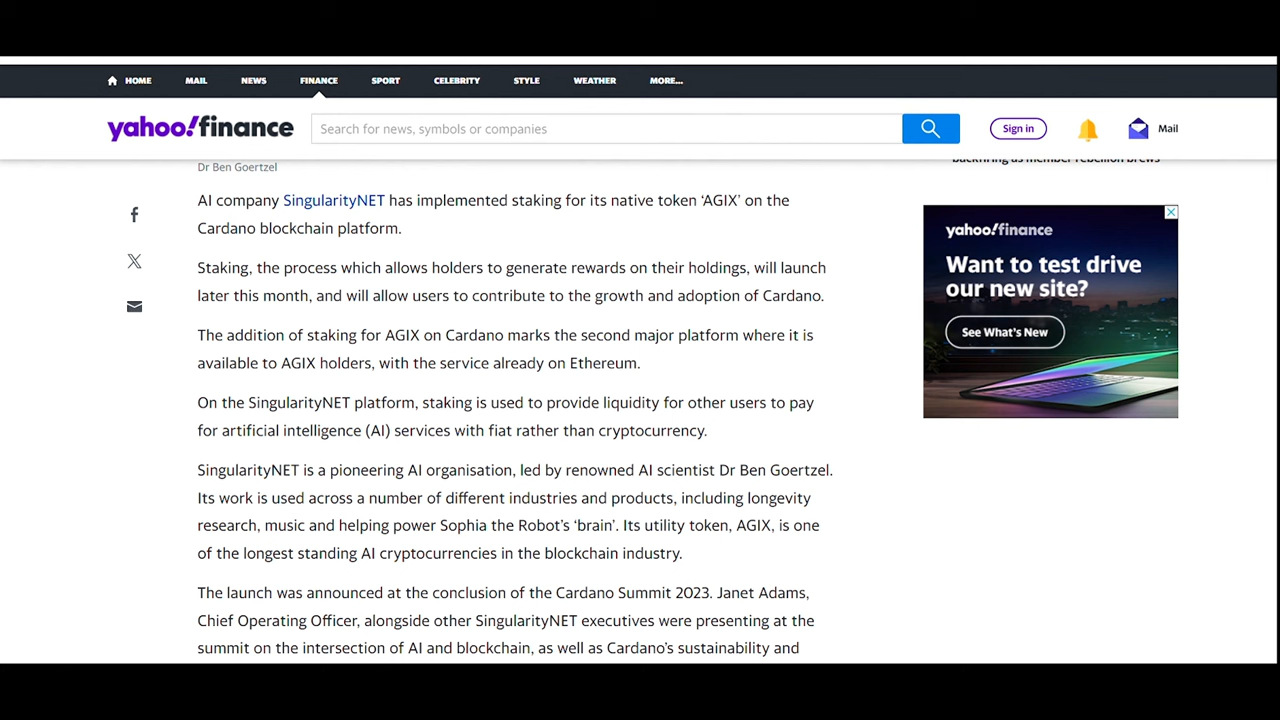 HOME MAIL NEWS FINANCE SPORT CELEBRITY STYLE WEATHER MORE...
yahoo!finance
Search for news, symbols or companies
Sign in
Mail
Dr Ben Goertzel
AI company SingularityNET has implemented staking for its native token ‘AGIX’ on the
Cardano blockchain platform.
Staking, the process which allows holders to generate rewards on their holdings, will launch
later this month, and will allow users to contribute to the growth and adoption of Cardano.
The addition of staking for AGIX on Cardano marks the second major platform where it is
available to AGIX holders, with the service already on Ethereum.
On the SingularityNET platform, staking is used to provide liquidity for other users to pay
for artificial intelligence (AI) services with fiat rather than cryptocurrency.
SingularityNET is a pioneering AI organisation, led by renowned AI scientist Dr Ben Goertzel.
Its work is used across a number of different industries and products, including longevity
research, music and helping power Sophia the Robot’s ‘brain’. Its utility token, AGIX, is one
of the longest standing AI cryptocurrencies in the blockchain industry.
The launch was announced at the conclusion of the Cardano Summit 2023. Janet Adams,
Chief Operating Officer, alongside other SingularityNET executives were presenting at the
summit on the intersection of AI and blockchain, as well as Cardano’s sustainability and
backfiring as member rebellion brews
yahoo!finance
Want to test drive
our new site?
See What’s New